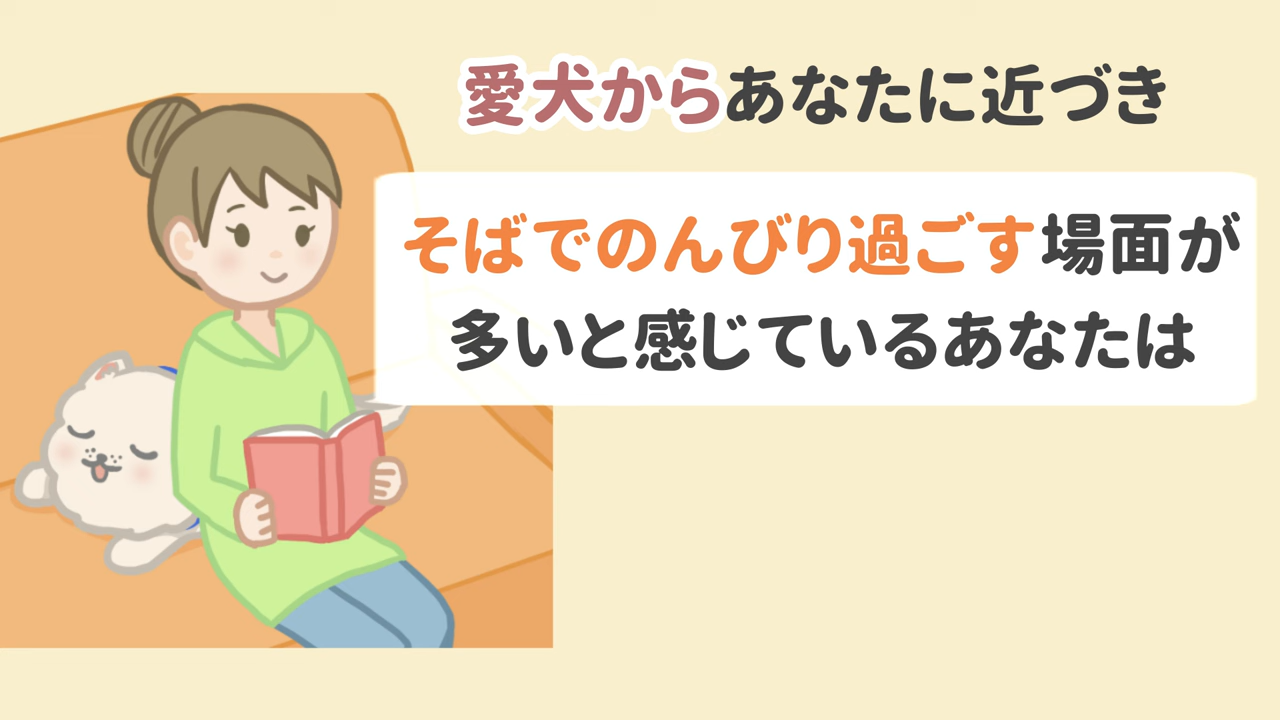 愛犬からあなたに近づき
そばでのんびり過ごす場面が
多いと感じているあなたは